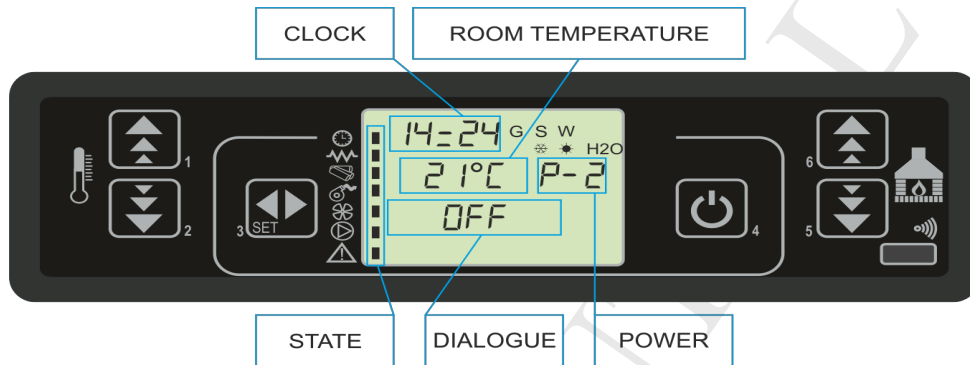 CLOCK
ROOM TEMPERATURE
14=24 G S W
H2O
21°C P-2
OFF
1
2
3 SET
4
6
5
STATE
DIALOGUE
POWER